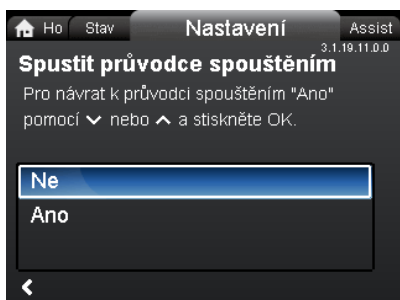 Ho Stav Nastavení Assist
3.1.19.11.0.0
Spustit průvodce spouštěním
Pro návrat k průvodci spouštěním "Ano"
pomocí nebo a stiskněte OK.
Ne
Ano